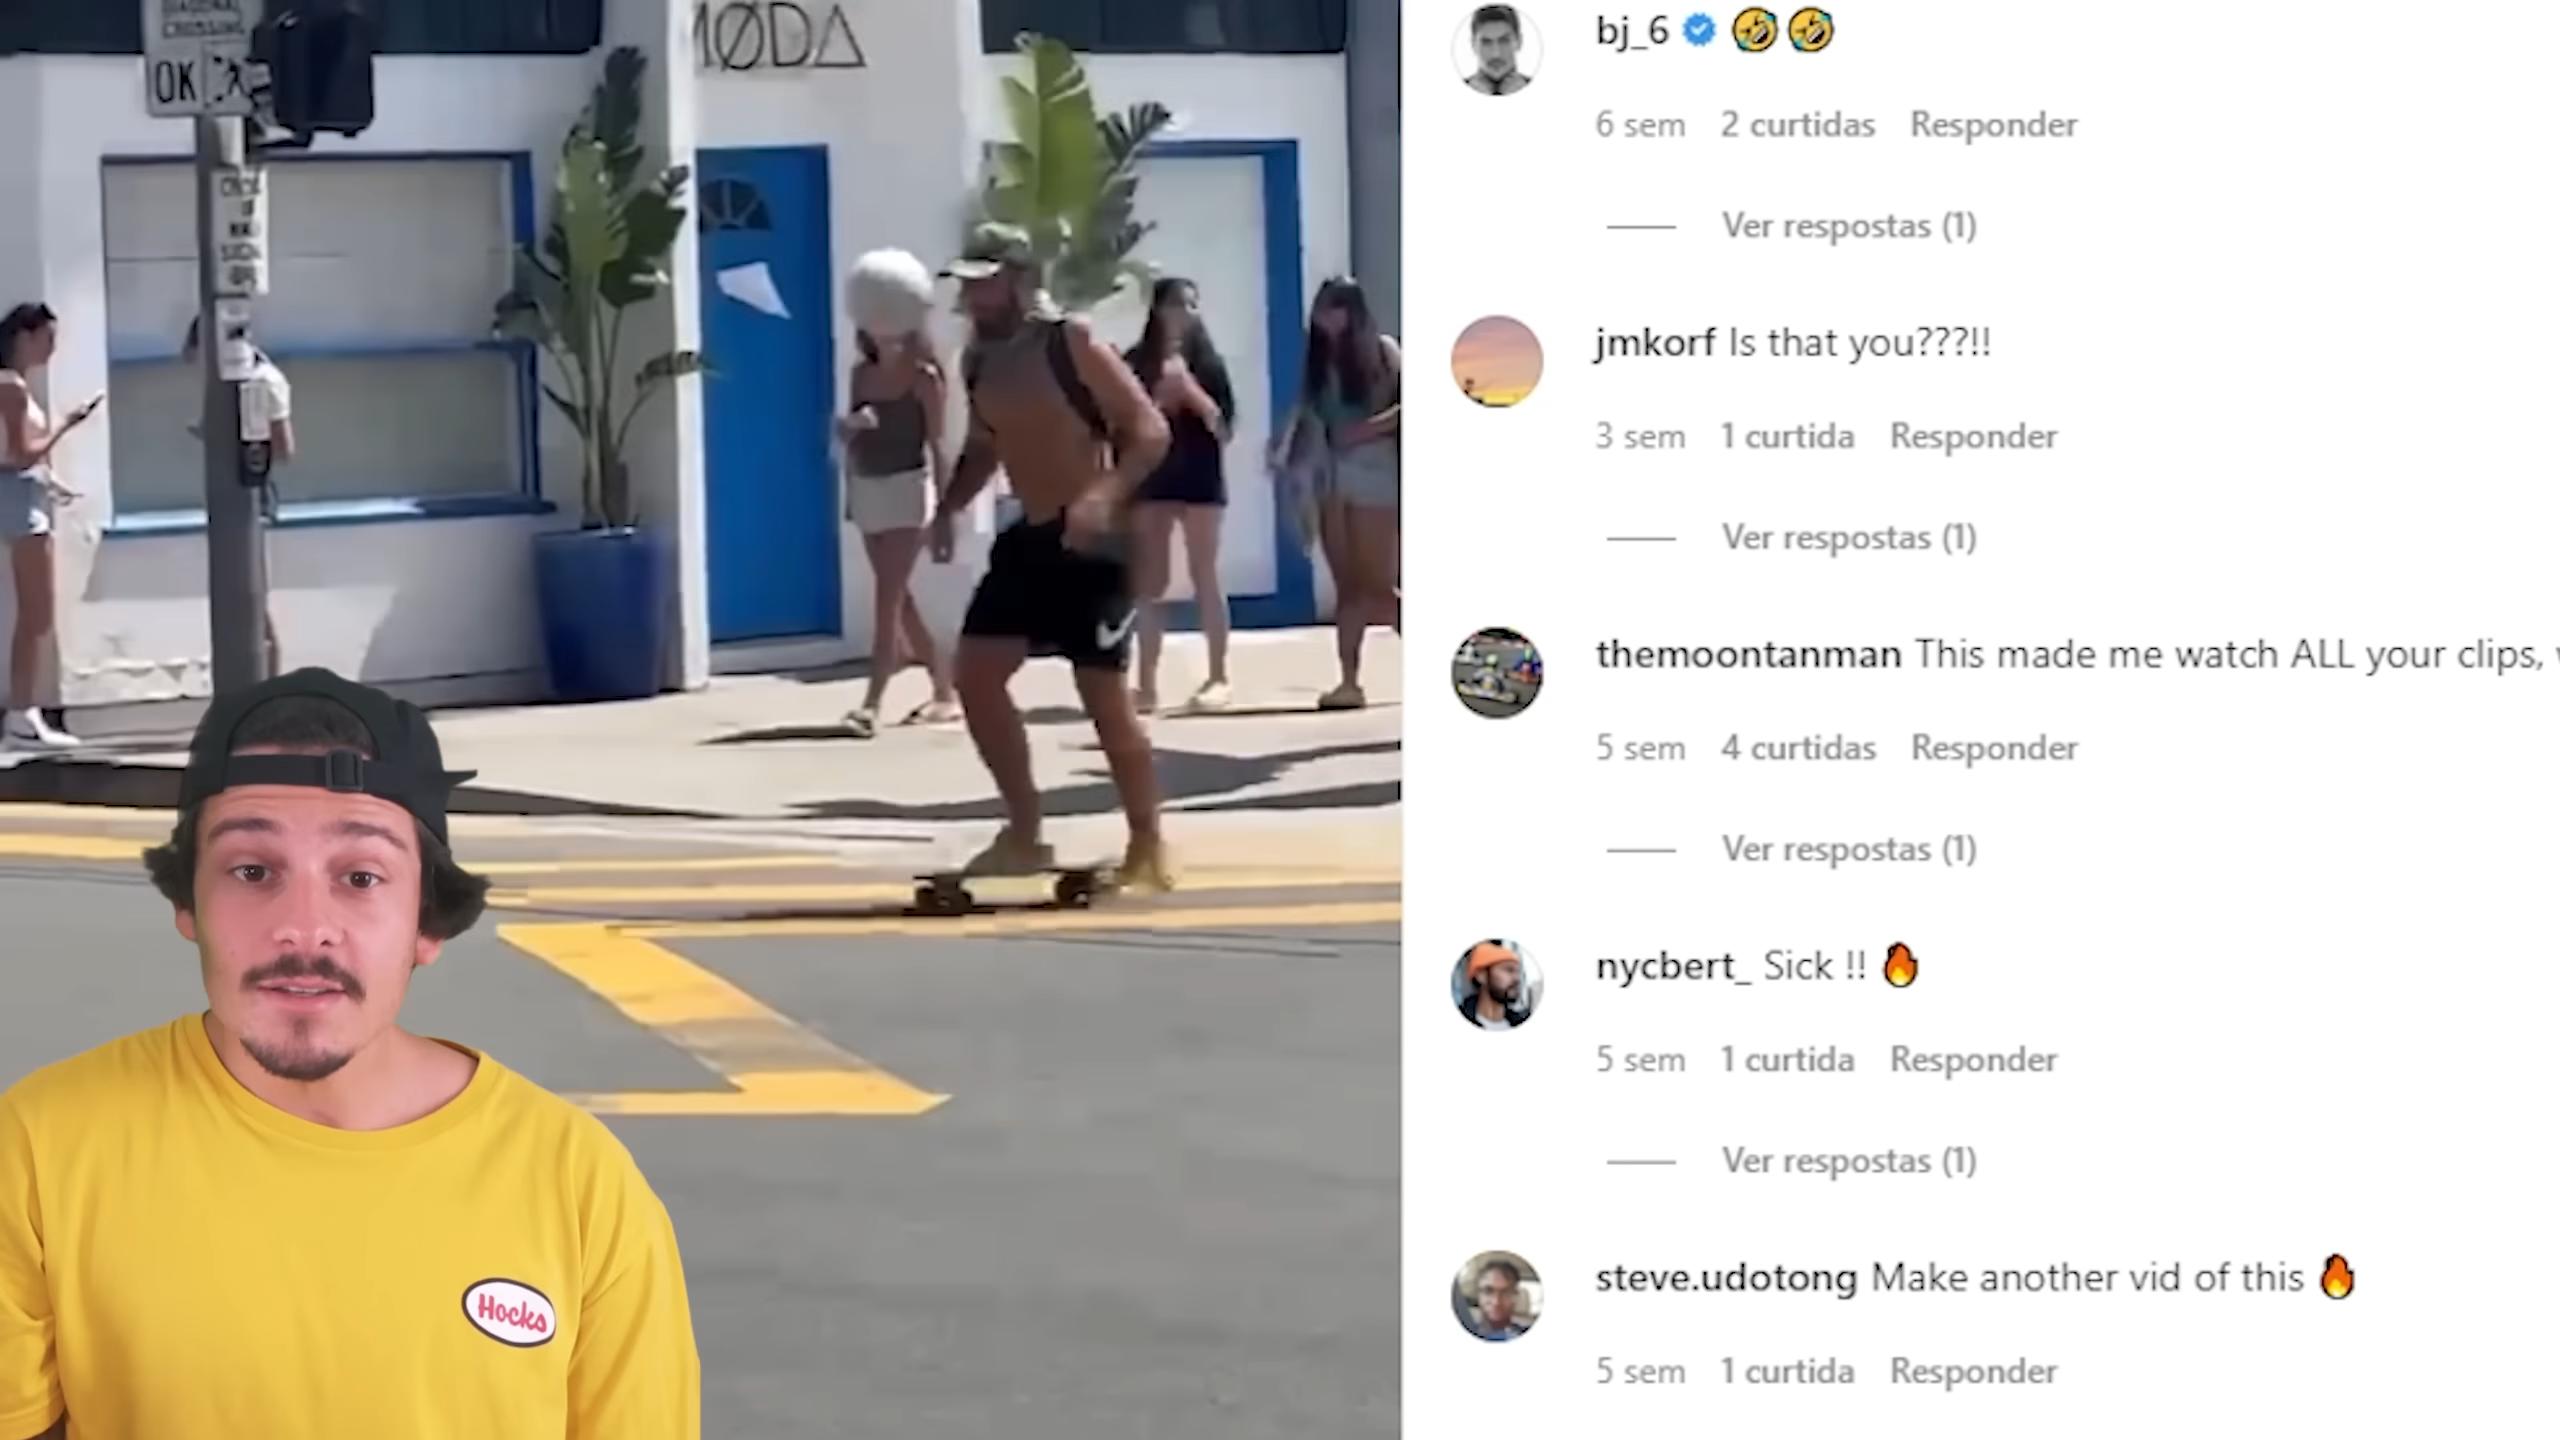 DIAGONAL
CROSSING
OK
MØDA
Hocks
bj_6 🤣🤣
6 sem 2 curtidas Responder
Ver respostas (1)
jmkorf Is that you???!!
3 sem 1 curtida Responder
Ver respostas (1)
themoontanman This made me watch ALL your clips,
5 sem 4 curtidas Responder
Ver respostas (1)
nycbert_ Sick !! 🔥
5 sem 1 curtida Responder
Ver respostas (1)
steve.udotong Make another vid of this 🔥
5 sem 1 curtida Responder